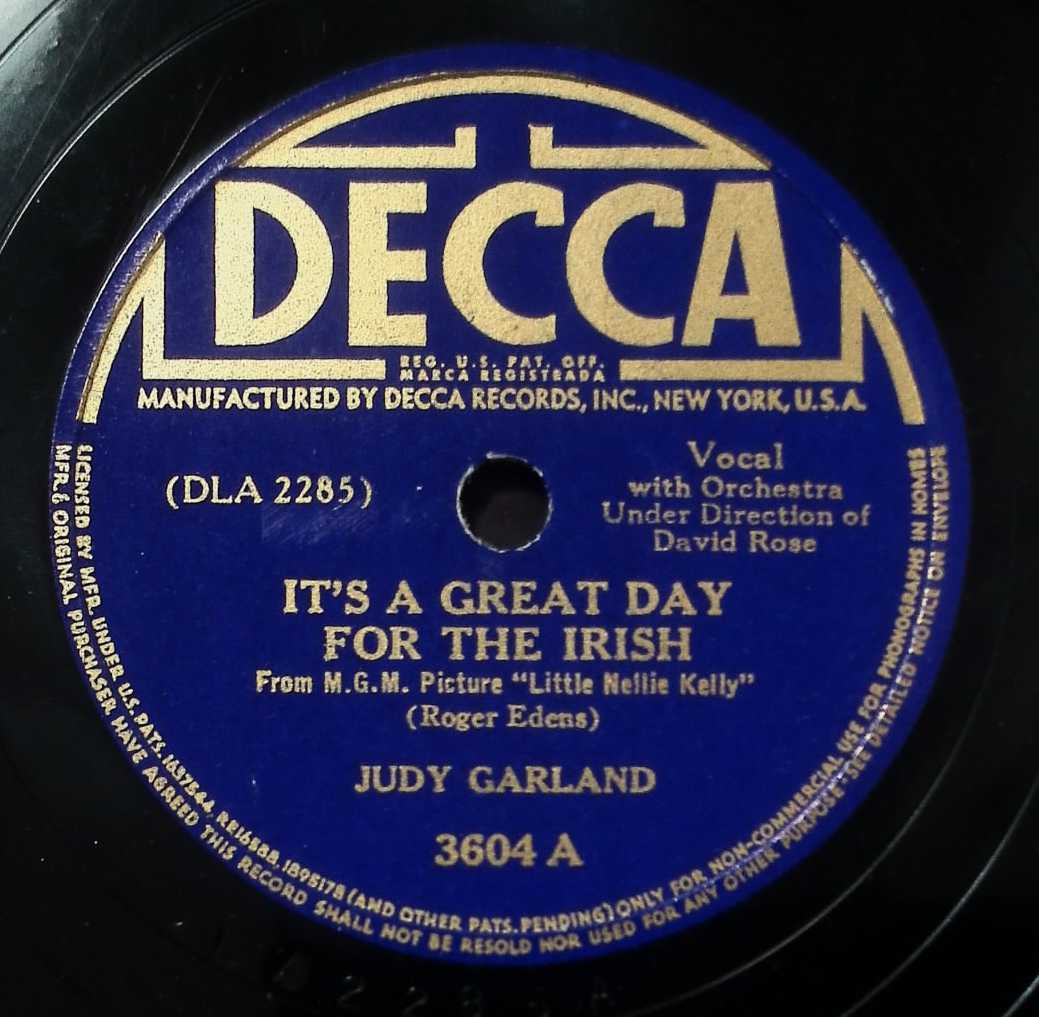 DECCA
REG. U.S. PAT. OFF.
MARCA REGISTRADA
MANUFACTURED BY DECCA RECORDS, INC., NEW YORK, U.S.A.
(DLA 2285)
Vocal
with Orchestra
Under Direction of
David Rose
IT'S A GREAT DAY
FOR THE IRISH
From M.G.M. Picture "Little Nellie Kelly"
(Roger Edens)
JUDY GARLAND
3604 A
LICENSED BY MFR. UNDER U.S. PATS. 1637544, RE16588, 1895178 (AND OTHER PATS. PENDING) ONLY FOR NON-COMMERCIAL USE FOR PHONOGRAPHS IN HOMES
MFR. & ORIGINAL PURCHASER HAVE AGREED THIS RECORD SHALL NOT BE RESOLD NOR USED FOR ANY OTHER PURPOSE-SEE DETAILED NOTICE ON ENVELOPE